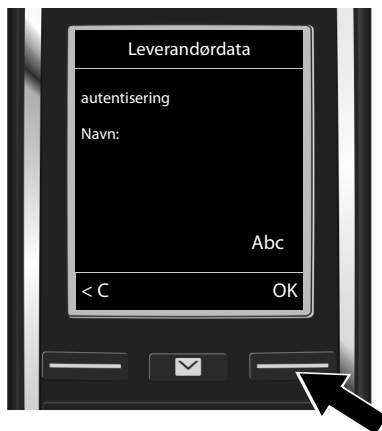 Leverandørdata
autentisering
Navn:
Abc
< C OK